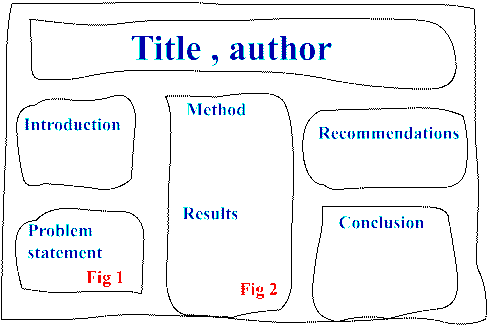 Title , author
Introduction
Problem
statement
Fig 1
Method
Results
Fig 2
Recommendations
Conclusion